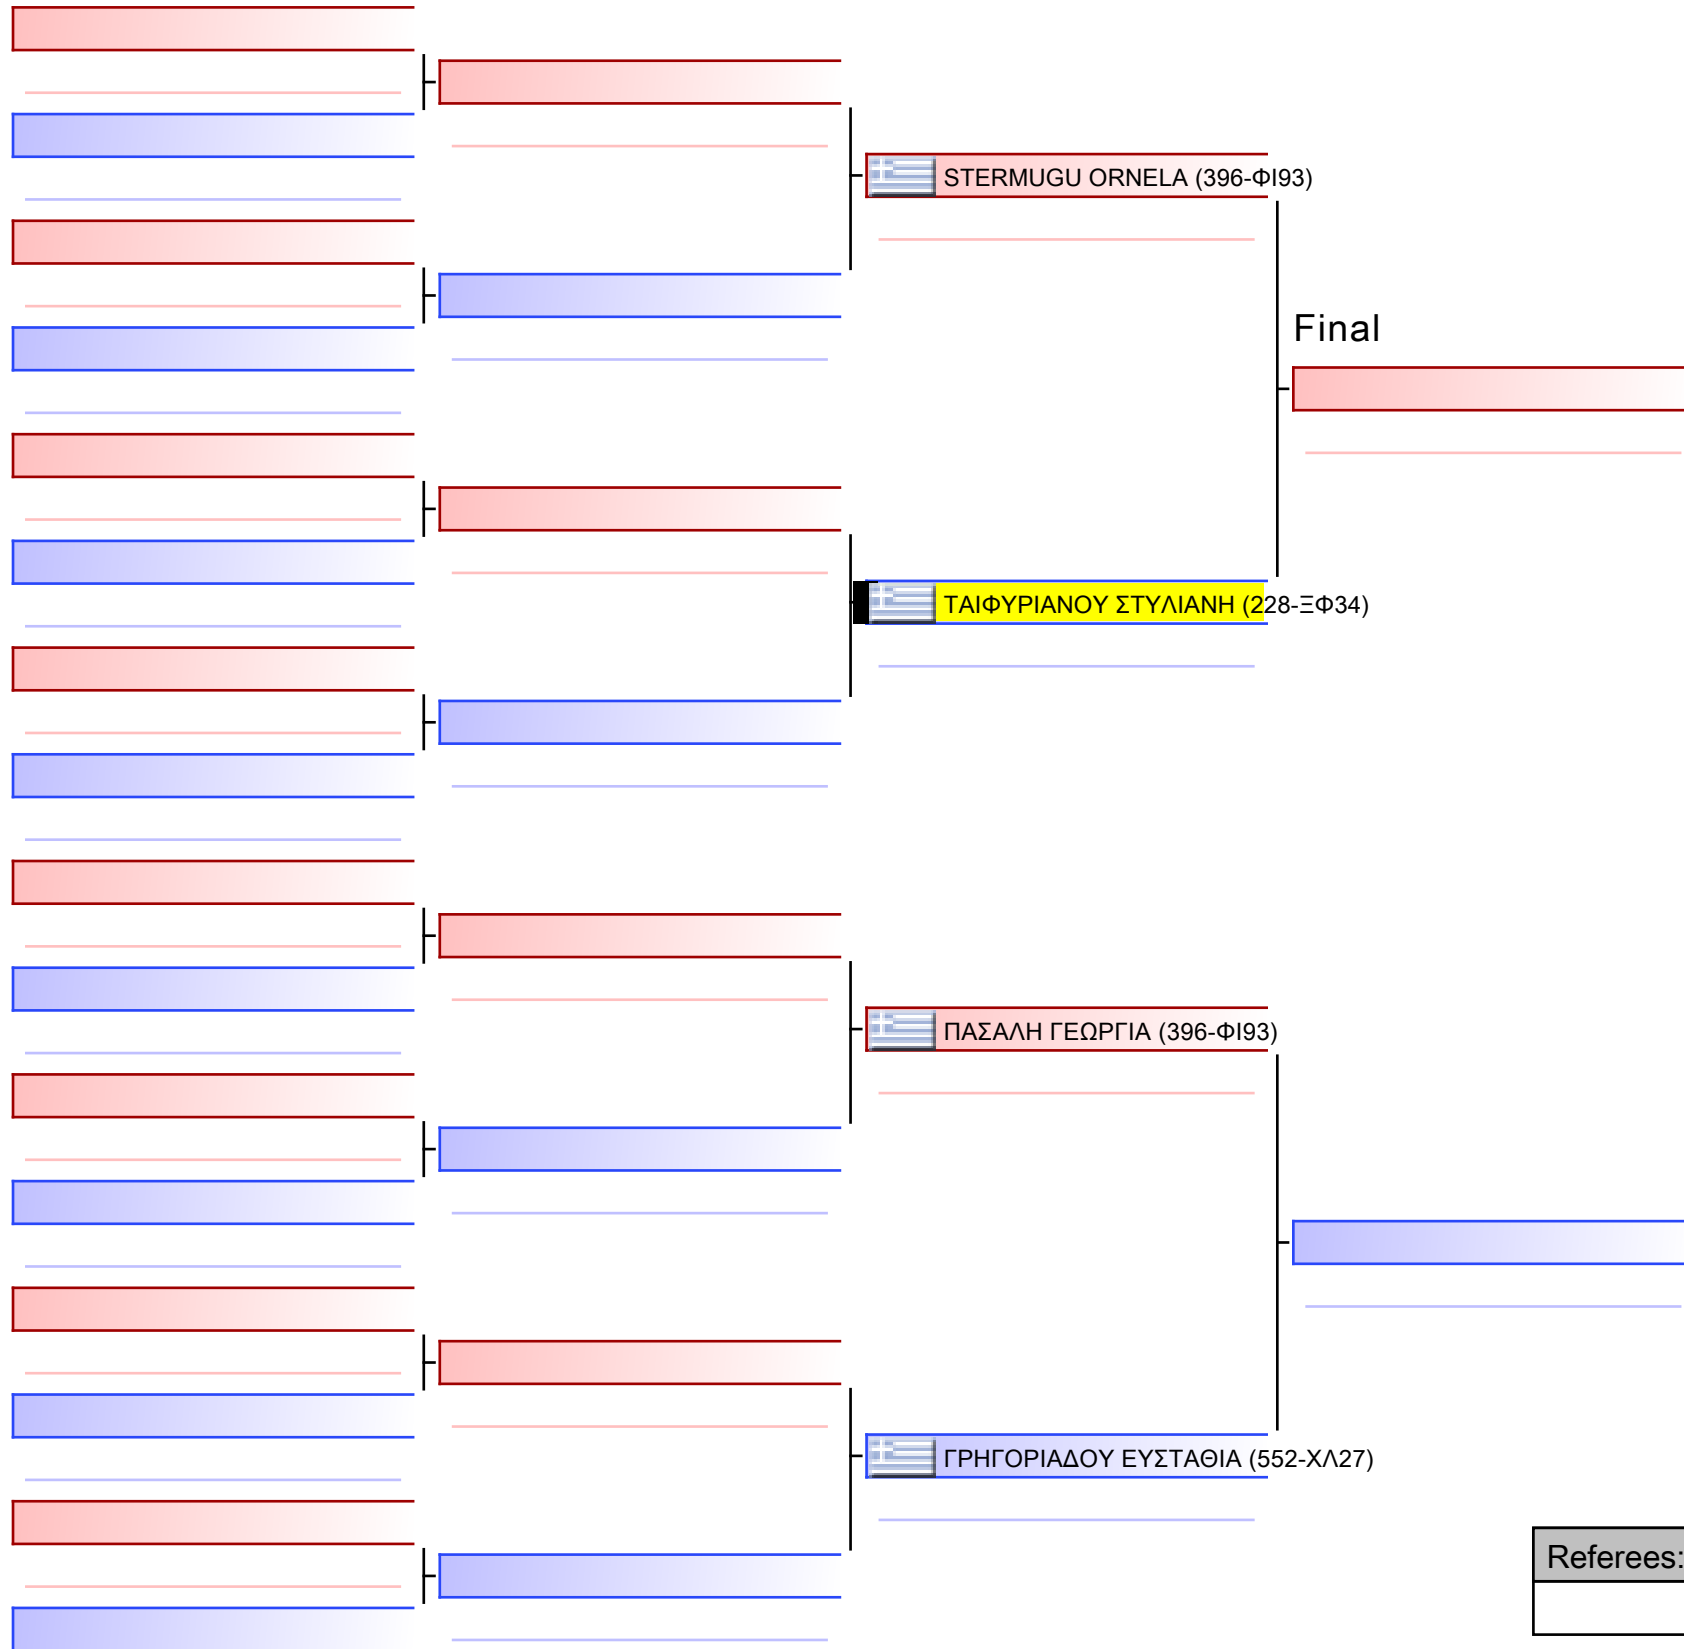 STERMUGU ORNELA (396-ΦΙ93)
Final
ΤΑΙΦΥΡΙΑΝΟΥ ΣΤΥΛΙΑΝΗ (228-ΞΦ34)
ΠΑΣΑΛΗ ΓΕΩΡΓΙΑ (396-ΦΙ93)
ΓΡΗΓΟΡΙΑΔΟΥ ΕΥΣΤΑΘΙΑ (552-ΧΛ27)
Referees: